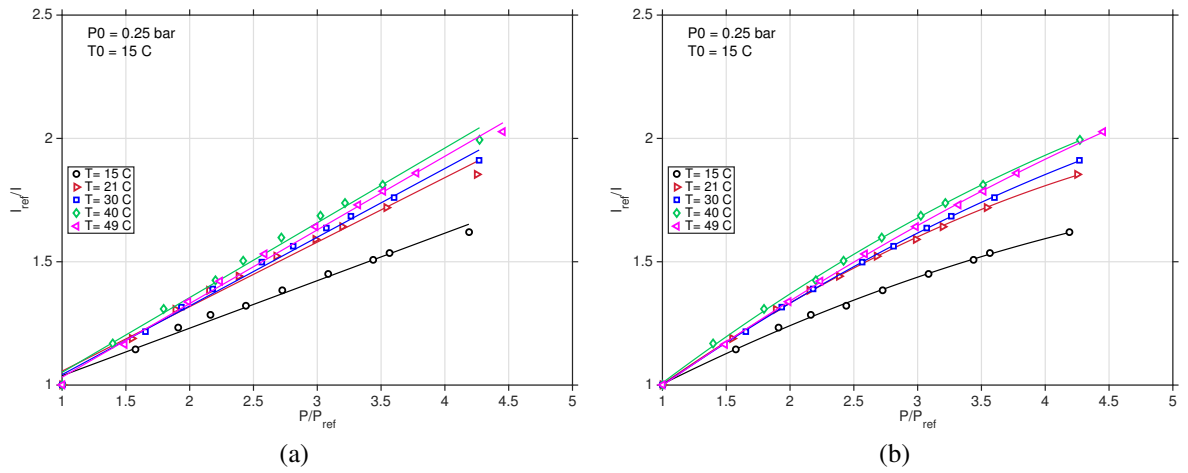 P0 = 0.25 bar
T0 = 15 C
2.5
2
1.5
1
I_ref/I
T= 15 C
T= 21 C
T= 30 C
T= 40 C
T= 49 C
1 1.5 2 2.5 3 3.5 4 4.5 5
P/P_ref
(a)
P0 = 0.25 bar
T0 = 15 C
2.5
2
1.5
1
I_ref/I
T= 15 C
T= 21 C
T= 30 C
T= 40 C
T= 49 C
1 1.5 2 2.5 3 3.5 4 4.5 5
P/P_ref
(b)